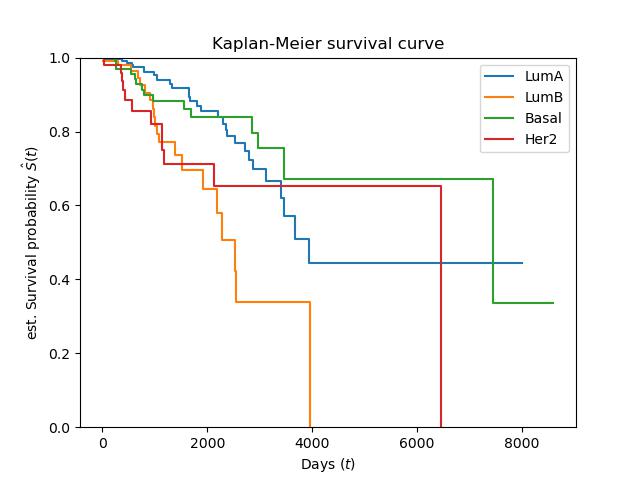 Kaplan-Meier survival curve
est. Survival probability Ŝ(t)
1.0
0.8
0.6
0.4
0.2
0.0
LumA
LumB
Basal
Her2
0 2000 4000 6000 8000
Days (t)